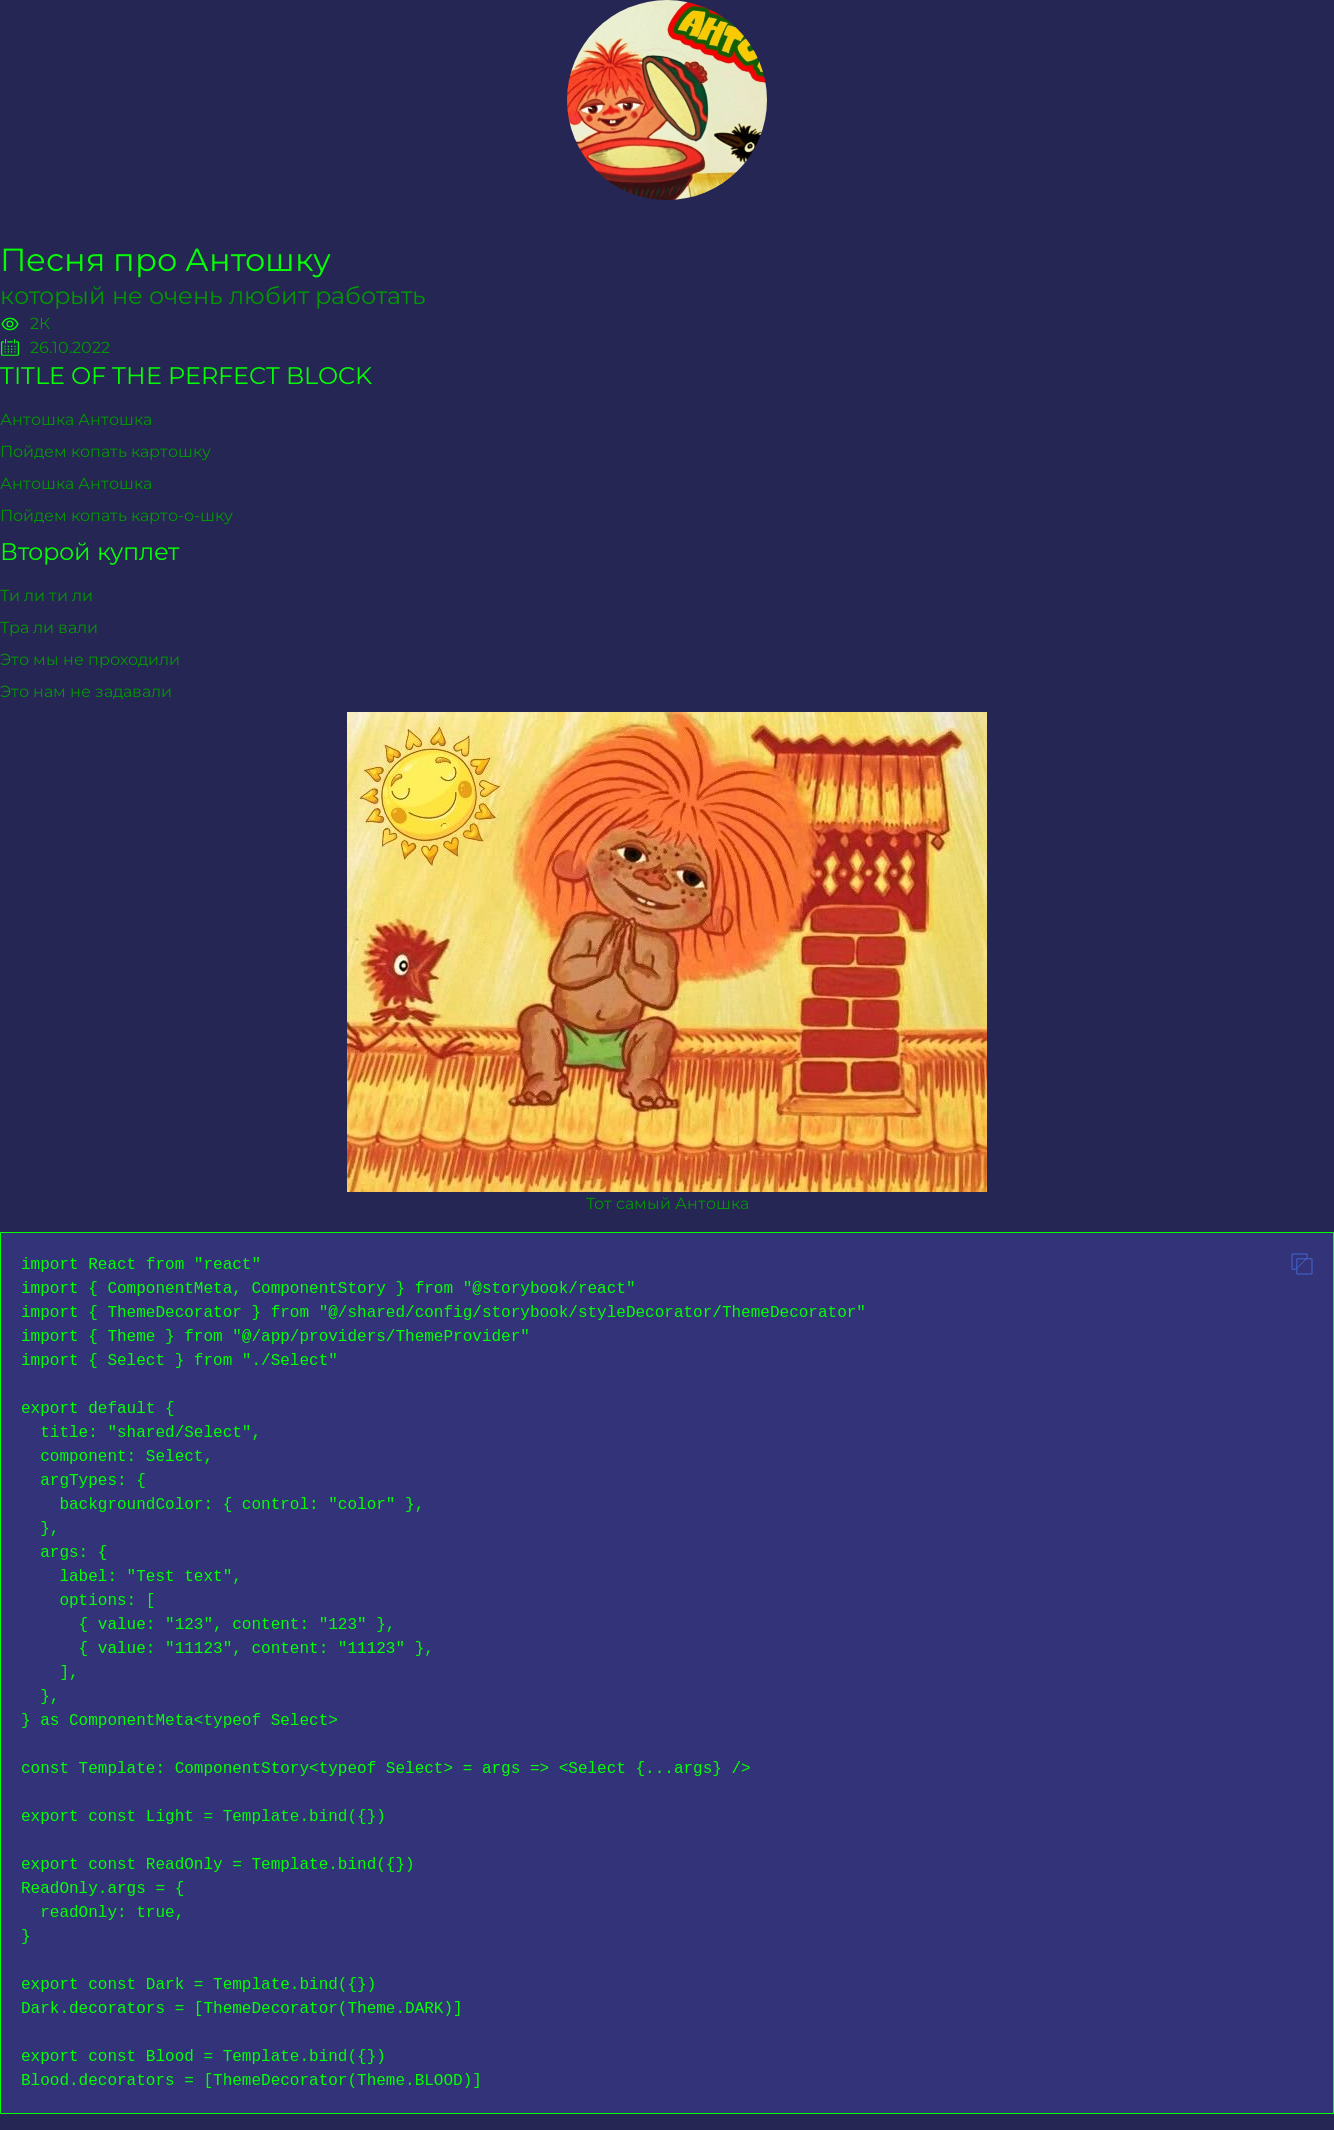 Песня про Антошку
который не очень любит работать
2К
26.10.2022
TITLE OF THE PERFECT BLOCK
Антошка Антошка
Пойдем копать картошку
Антошка Антошка
Пойдем копать карто-о-шку
Второй куплет
Ти ли ти ли
Тра ли вали
Это мы не проходили
Это нам не задавали
Тот самый Антошка
import React from "react"
import { ComponentMeta, ComponentStory } from "@storybook/react"
import { ThemeDecorator } from "@/shared/config/storybook/styleDecorator/ThemeDecorator"
import { Theme } from "@/app/providers/ThemeProvider"
import { Select } from "./Select"
export default {
  title: "shared/Select",
  component: Select,
  argTypes: {
    backgroundColor: { control: "color" },
  },
  args: {
    label: "Test text",
    options: [
      { value: "123", content: "123" },
      { value: "11123", content: "11123" },
    ],
  },
} as ComponentMeta<typeof Select>
const Template: ComponentStory<typeof Select> = args => <Select {...args} />
export const Light = Template.bind({})
export const ReadOnly = Template.bind({})
ReadOnly.args = {
  readOnly: true,
}
export const Dark = Template.bind({})
Dark.decorators = [ThemeDecorator(Theme.DARK)]
export const Blood = Template.bind({})
Blood.decorators = [ThemeDecorator(Theme.BLOOD)]